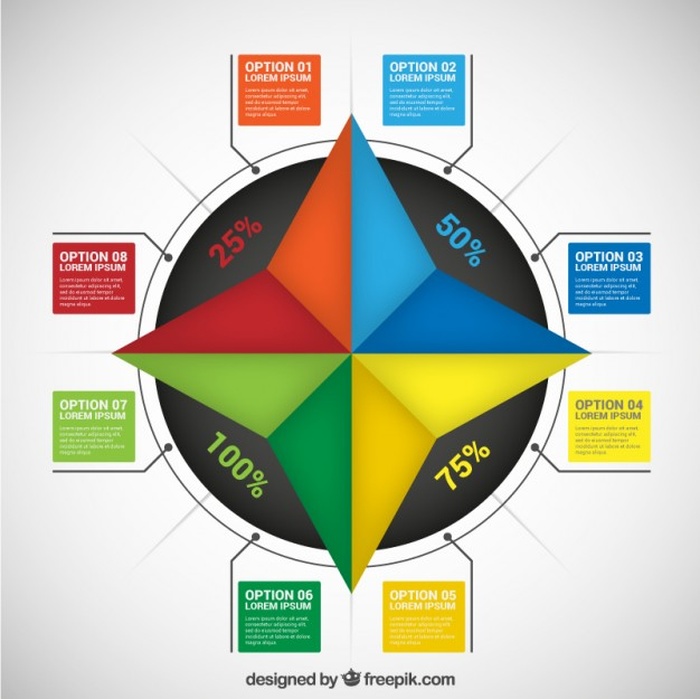 OPTION 01
LOREM IPSUM
Lorem ipsum dolor sit amet,
consectetur adipiscing elit,
sed do eiusmod tempor
incididunt ut labore et dolore
magna aliqua.
OPTION 02
LOREM IPSUM
Lorem ipsum dolor sit amet,
consectetur adipiscing elit,
sed do eiusmod tempor
incididunt ut labore et dolore
magna aliqua.
25%
50%
OPTION 08
LOREM IPSUM
Lorem ipsum dolor sit amet,
consectetur adipiscing elit,
sed do eiusmod tempor
incididunt ut labore et dolore
magna aliqua.
OPTION 03
LOREM IPSUM
Lorem ipsum dolor sit amet,
consectetur adipiscing elit,
sed do eiusmod tempor
incididunt ut labore et dolore
magna aliqua.
OPTION 07
LOREM IPSUM
Lorem ipsum dolor sit amet,
consectetur adipiscing elit,
sed do eiusmod tempor
incididunt ut labore et dolore
magna aliqua.
OPTION 04
LOREM IPSUM
Lorem ipsum dolor sit amet,
consectetur adipiscing elit,
sed do eiusmod tempor
incididunt ut labore et dolore
magna aliqua.
100%
75%
OPTION 06
LOREM IPSUM
Lorem ipsum dolor sit amet,
consectetur adipiscing elit,
sed do eiusmod tempor
incididunt ut labore et dolore
magna aliqua.
OPTION 05
LOREM IPSUM
Lorem ipsum dolor sit amet,
consectetur adipiscing elit,
sed do eiusmod tempor
incididunt ut labore et dolore
magna aliqua.
designed by freepik.com